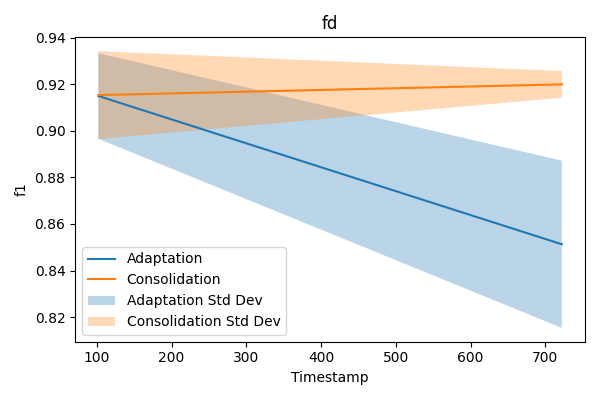 fd
0.94
0.92
0.90
0.88
0.86
0.84
0.82
f1
Adaptation
Consolidation
Adaptation Std Dev
Consolidation Std Dev
100 200 300 400 500 600 700
Timestamp